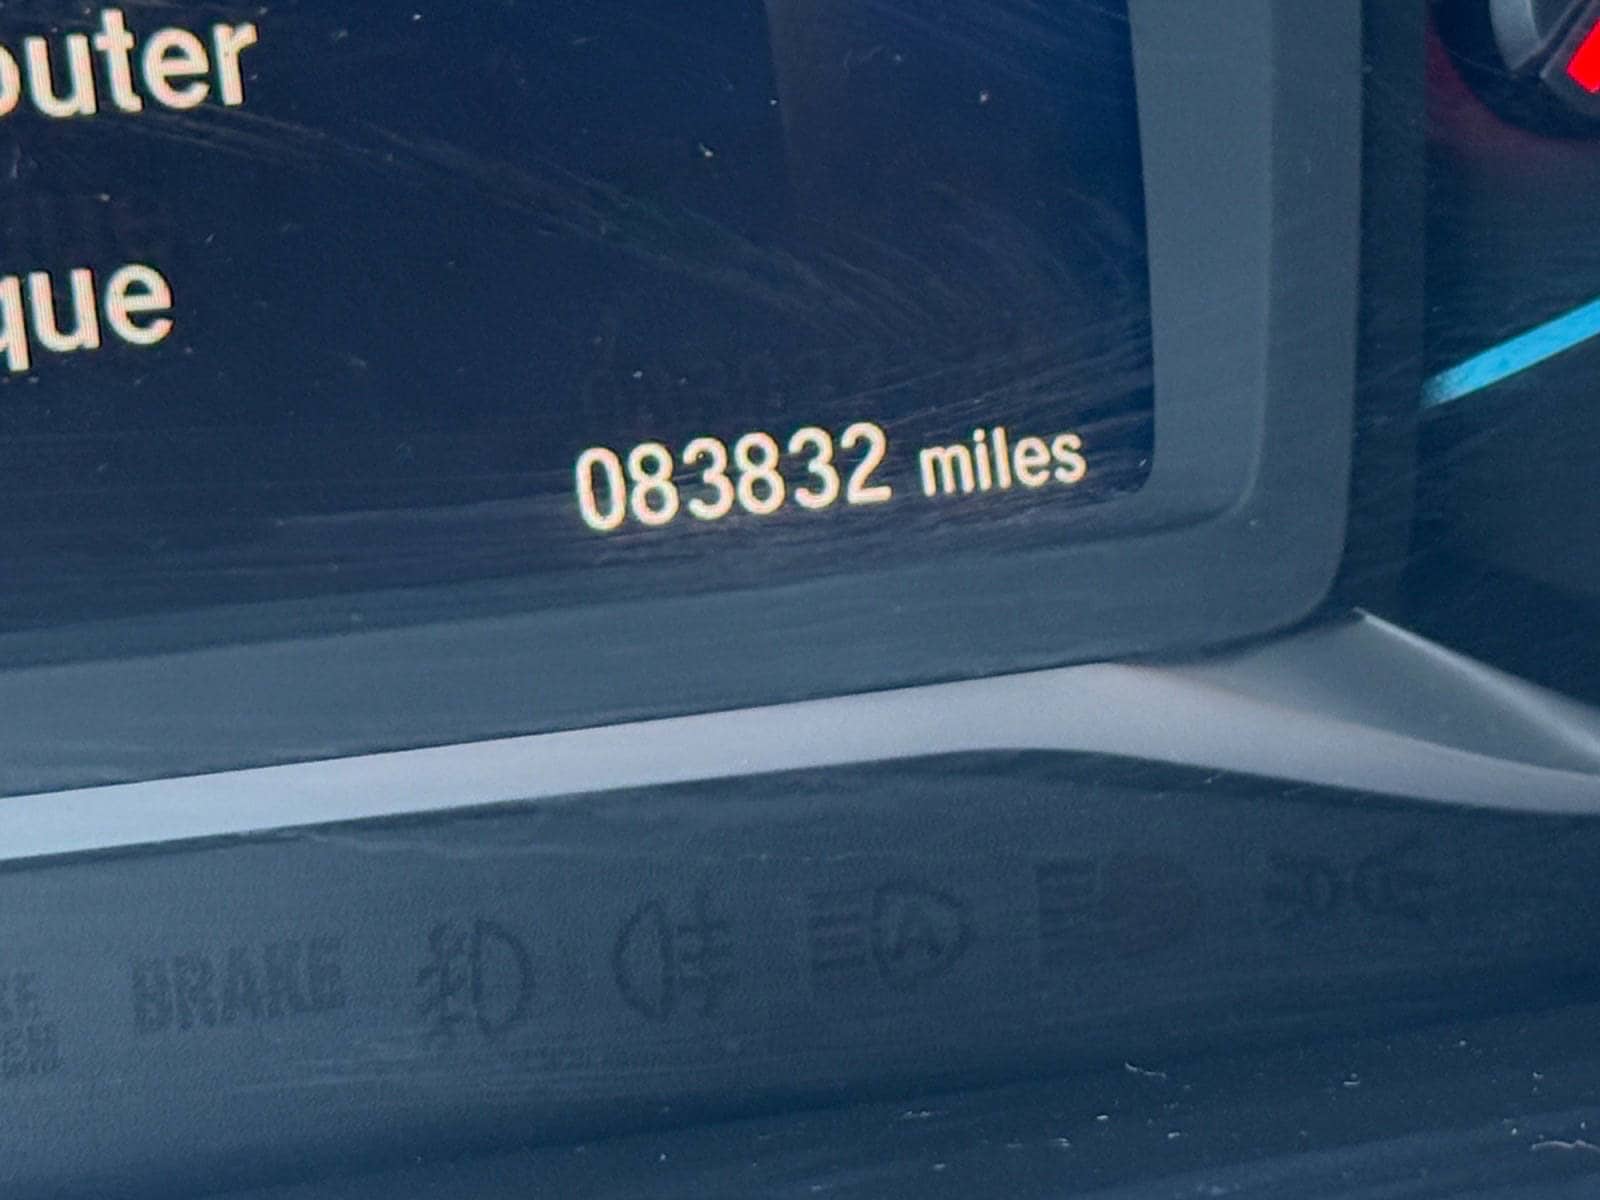 outer
que
083832 miles
BRAKE